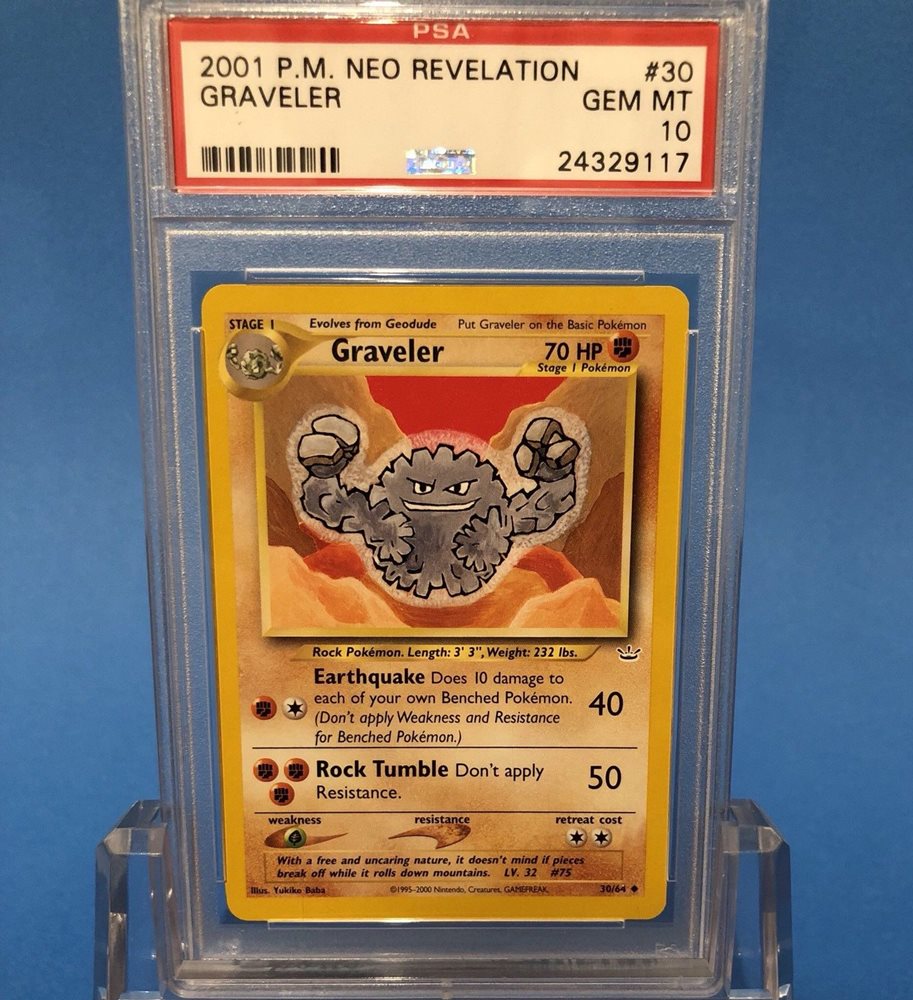 PSA
2001 P.M. NEO REVELATION #30
GRAVELER GEM MT
10
24329117
STAGE 1 Evolves from Geodude Put Graveler on the Basic Pokémon
Graveler 70 HP
Stage 1 Pokémon
Rock Pokémon. Length: 3' 3", Weight: 232 lbs.
Earthquake Does 10 damage to
each of your own Benched Pokémon. 40
(Don't apply Weakness and Resistance
for Benched Pokémon.)
Rock Tumble Don't apply 50
Resistance.
weakness resistance retreat cost
With a free and uncaring nature, it doesn't mind if pieces
break off while it rolls down mountains. LV. 32 #75
Illus. Yukiko Baba ©1995-2000 Nintendo, Creatures, GAMEFREAK. 30/64